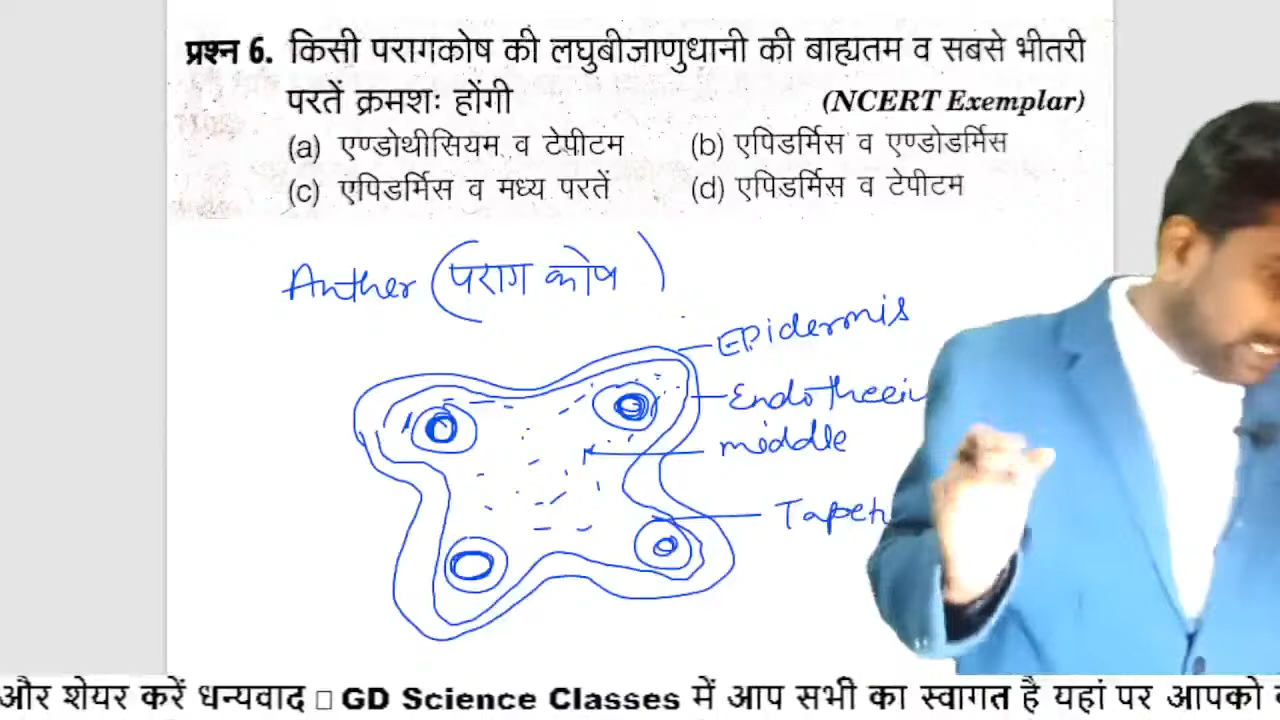 प्रश्न 6. किसी परागकोष की लघुबीजाणुधानी की बाह्यतम व सबसे भीतरी
परतें क्रमशः होंगी (NCERT Exemplar)
(a) एण्डोथीसियम व टेपीटम (b) एपिडर्मिस व एण्डोडर्मिस
(c) एपिडर्मिस व मध्य परतें (d) एपिडर्मिस व टेपीटम
Anther (पराग कोष)
Epidermis
middle
और शेयर करें धन्यवाद □ GD Science Classes में आप सभी का स्वागत है यहां पर आपको